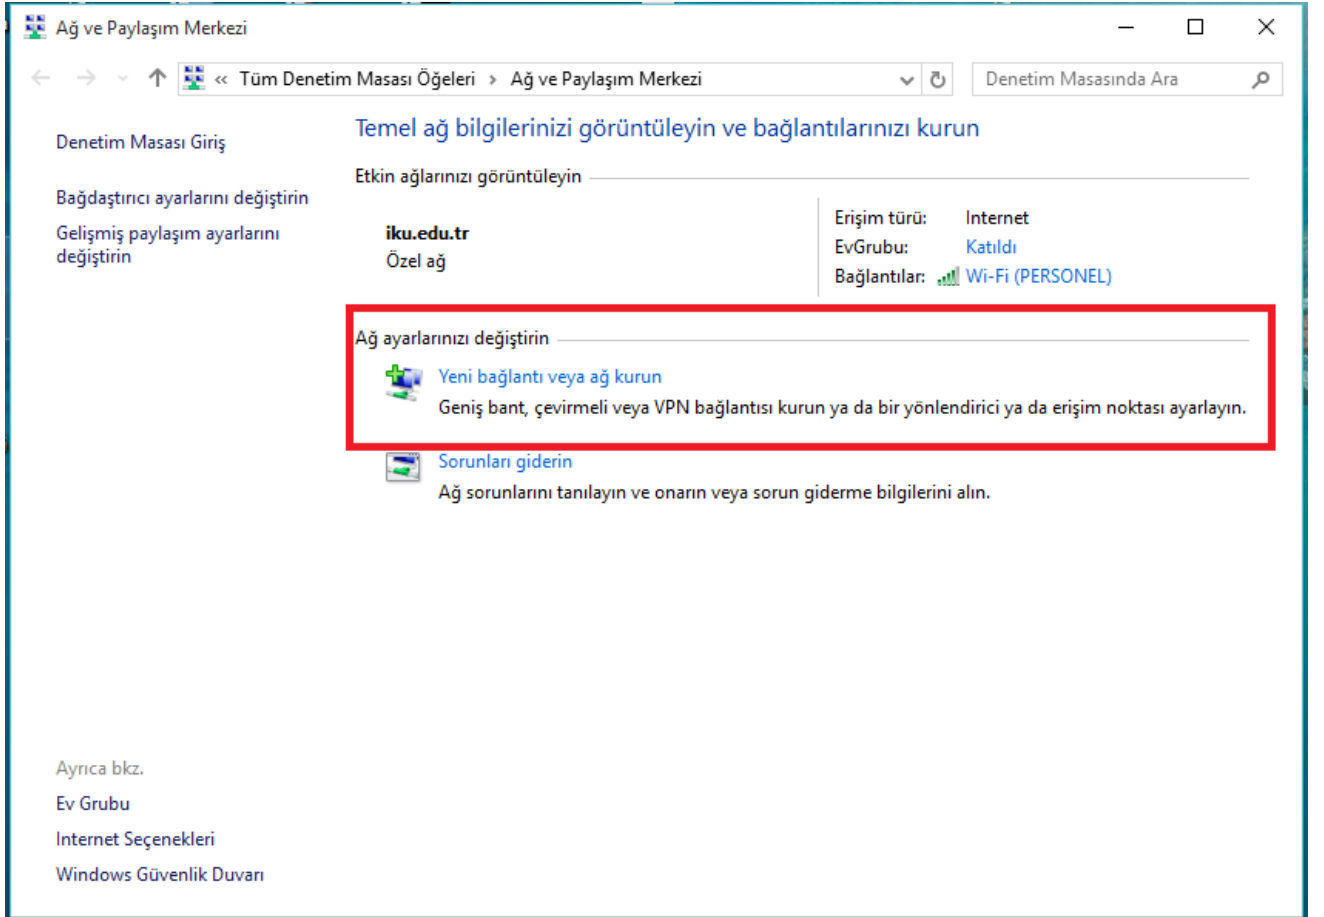 Ağ ve Paylaşım Merkezi
« Tüm Denetim Masası Öğeleri › Ağ ve Paylaşım Merkezi
Denetim Masasında Ara
Denetim Masası Giriş
Bağdaştırıcı ayarlarını değiştirin
Gelişmiş paylaşım ayarlarını
değiştirin
Temel ağ bilgilerinizi görüntüleyin ve bağlantılarınızı kurun
Etkin ağlarınızı görüntüleyin
iku.edu.tr
Özel ağ
Erişim türü: Internet
EvGrubu: Katıldı
Bağlantılar: Wi-Fi (PERSONEL)
Ağ ayarlarınızı değiştirin
Yeni bağlantı veya ağ kurun
Geniş bant, çevirmeli veya VPN bağlantısı kurun ya da bir yönlendirici ya da erişim noktası ayarlayın.
Sorunları giderin
Ağ sorunlarını tanılayın ve onarın veya sorun giderme bilgilerini alın.
Ayrıca bkz.
Ev Grubu
Internet Seçenekleri
Windows Güvenlik Duvarı